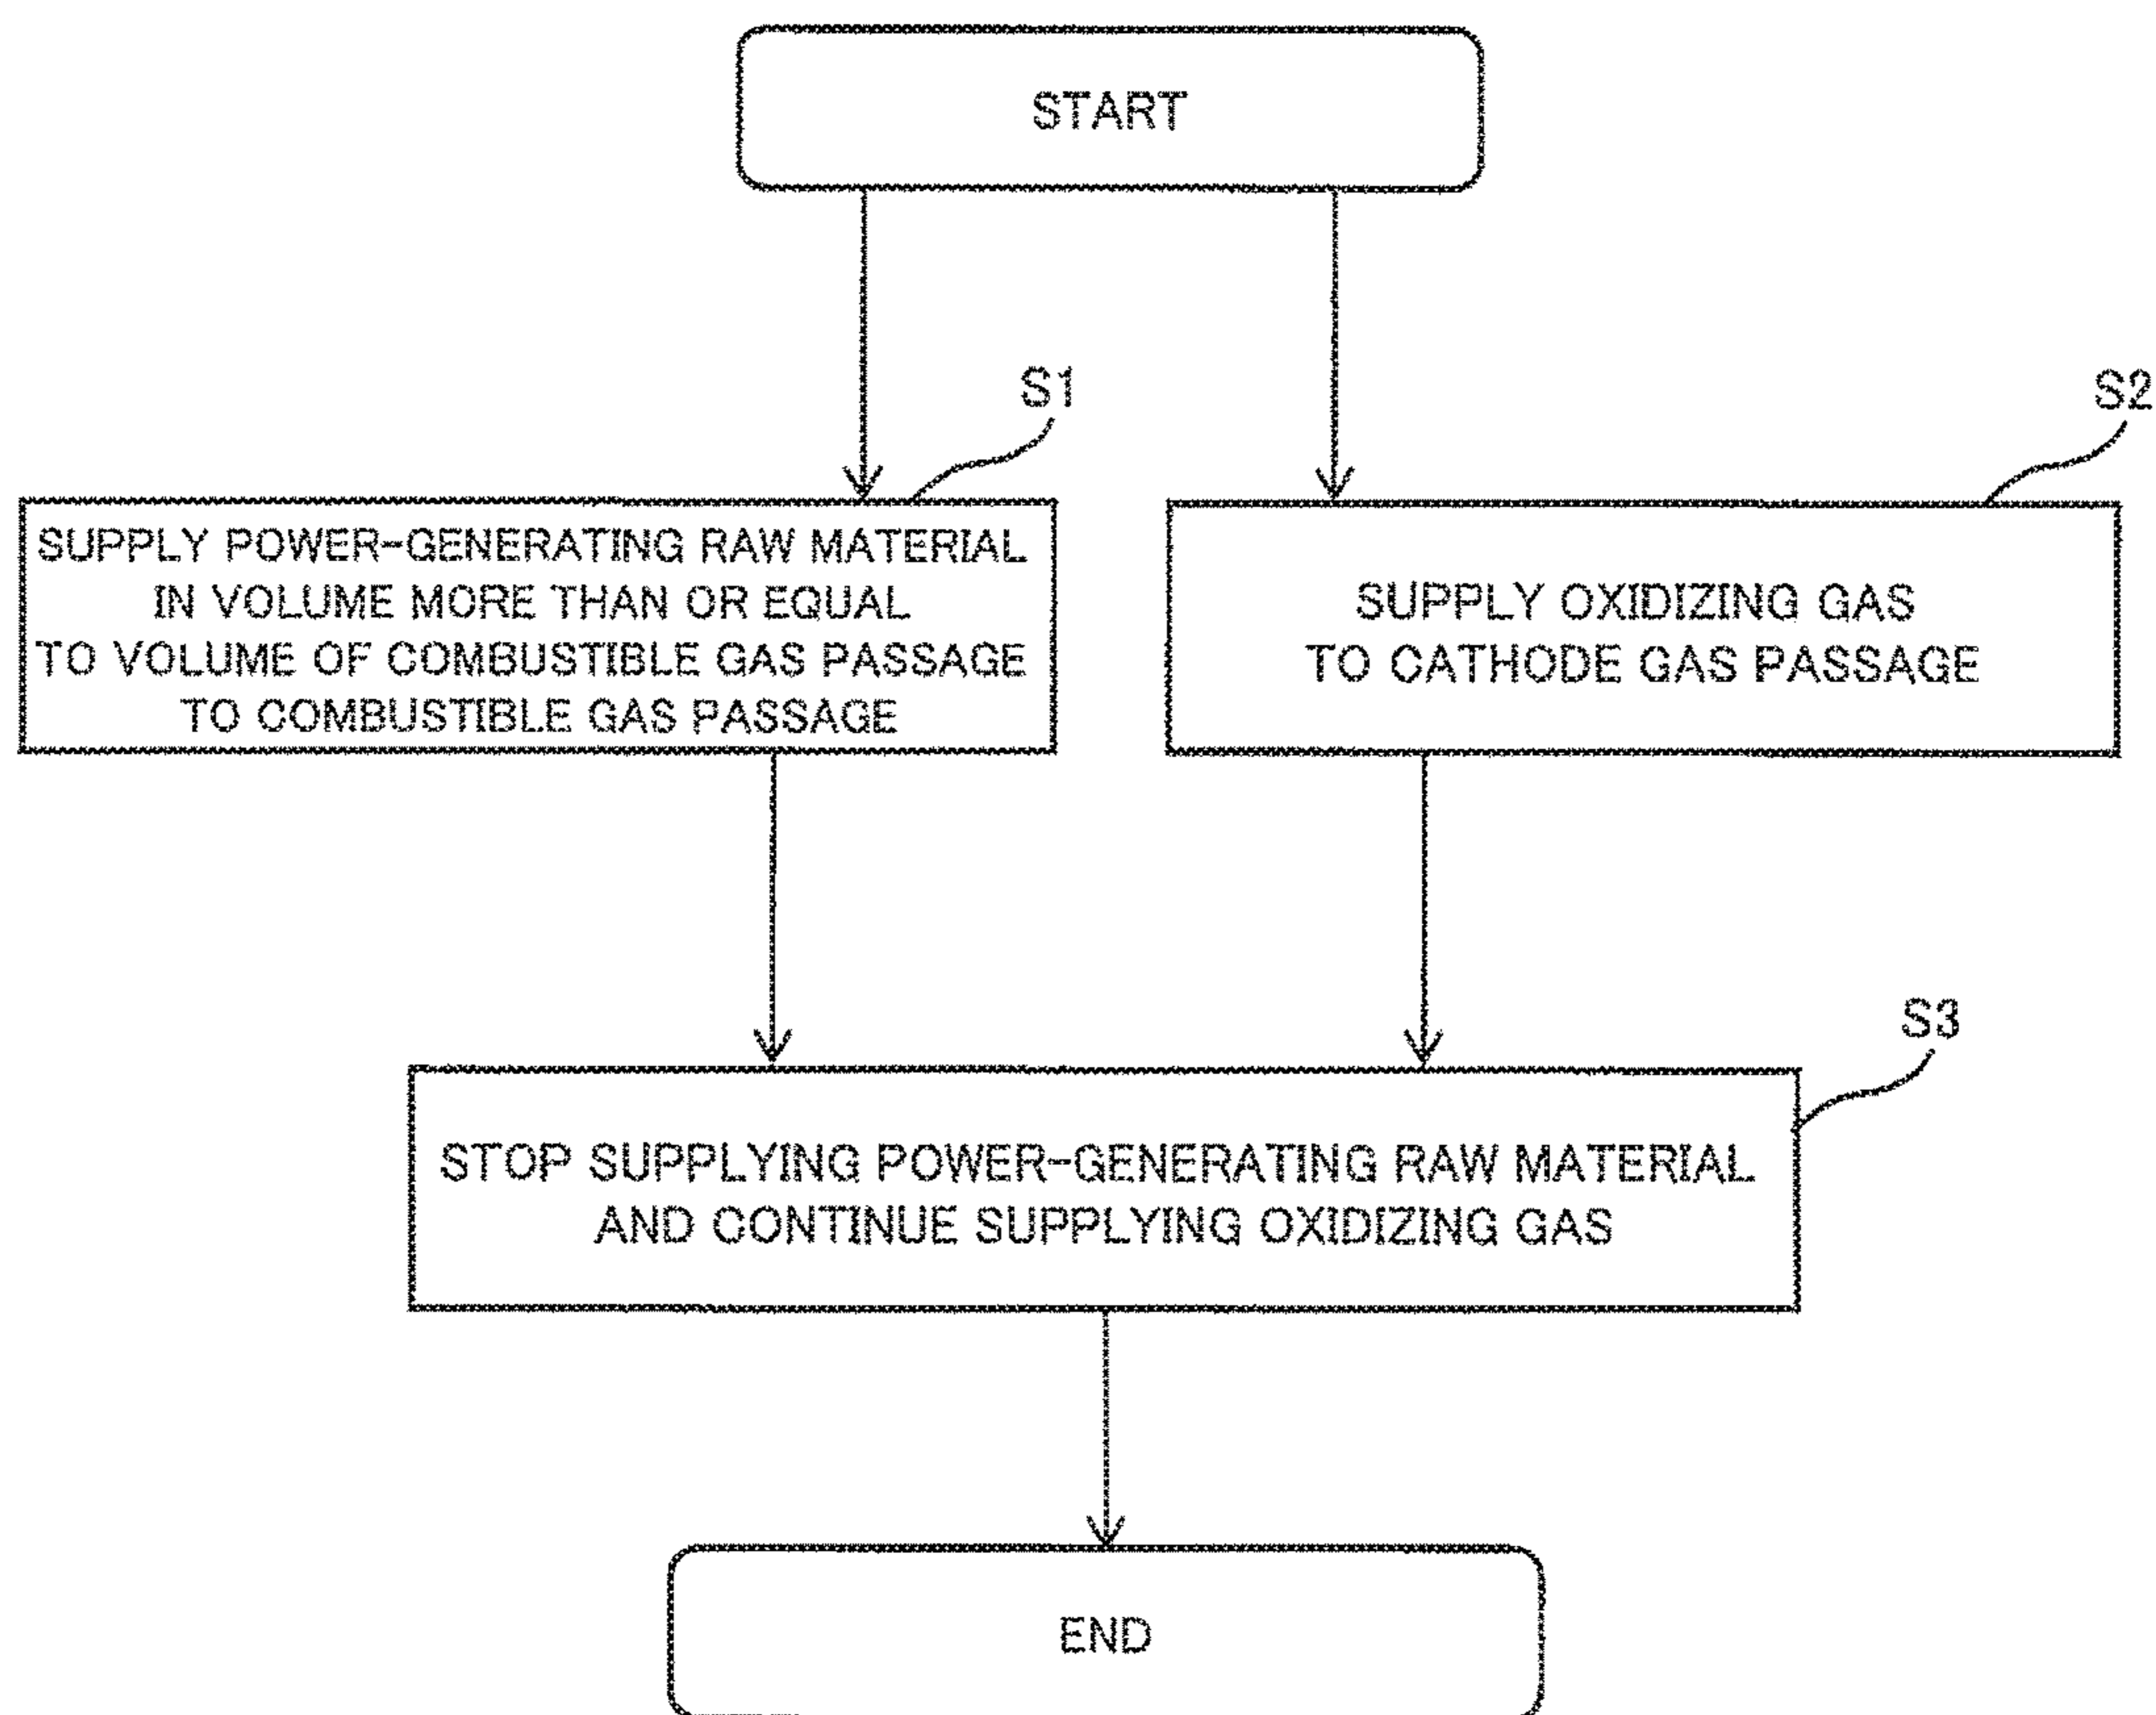 START
S1
S2
SUPPLY POWER-GENERATING RAW MATERIAL
IN VOLUME MORE THAN OR EQUAL
TO VOLUME OF COMBUSTIBLE GAS PASSAGE
TO COMBUSTIBLE GAS PASSAGE
SUPPLY OXIDIZING GAS
TO CATHODE GAS PASSAGE
S3
STOP SUPPLYING POWER-GENERATING RAW MATERIAL
AND CONTINUE SUPPLYING OXIDIZING GAS
END